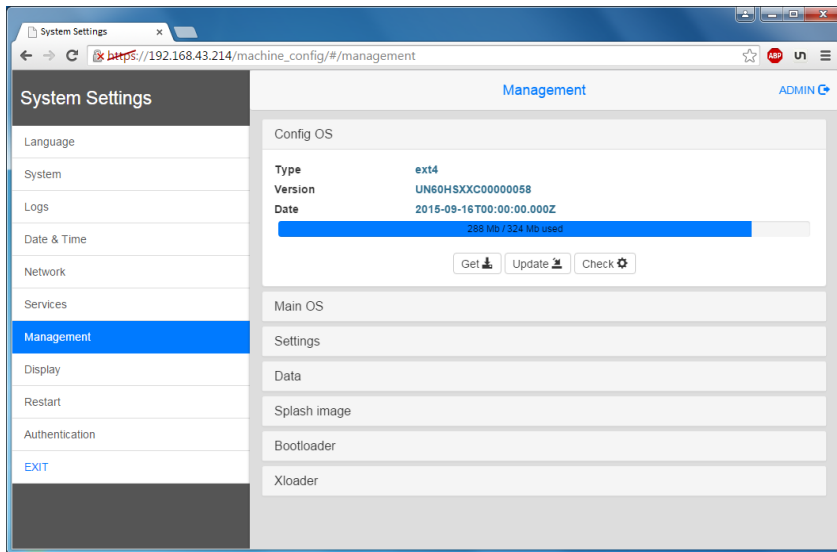 System Settings
https://192.168.43.214/machine_config/#/management
ABP
System Settings
Management
ADMIN
Language
System
Logs
Date & Time
Network
Services
Management
Display
Restart
Authentication
EXIT
Config OS
Type ext4
Version UN60HSXXC00000058
Date 2015-09-16T00:00:00.000Z
288 Mb / 324 Mb used
Get Update Check
Main OS
Settings
Data
Splash image
Bootloader
Xloader